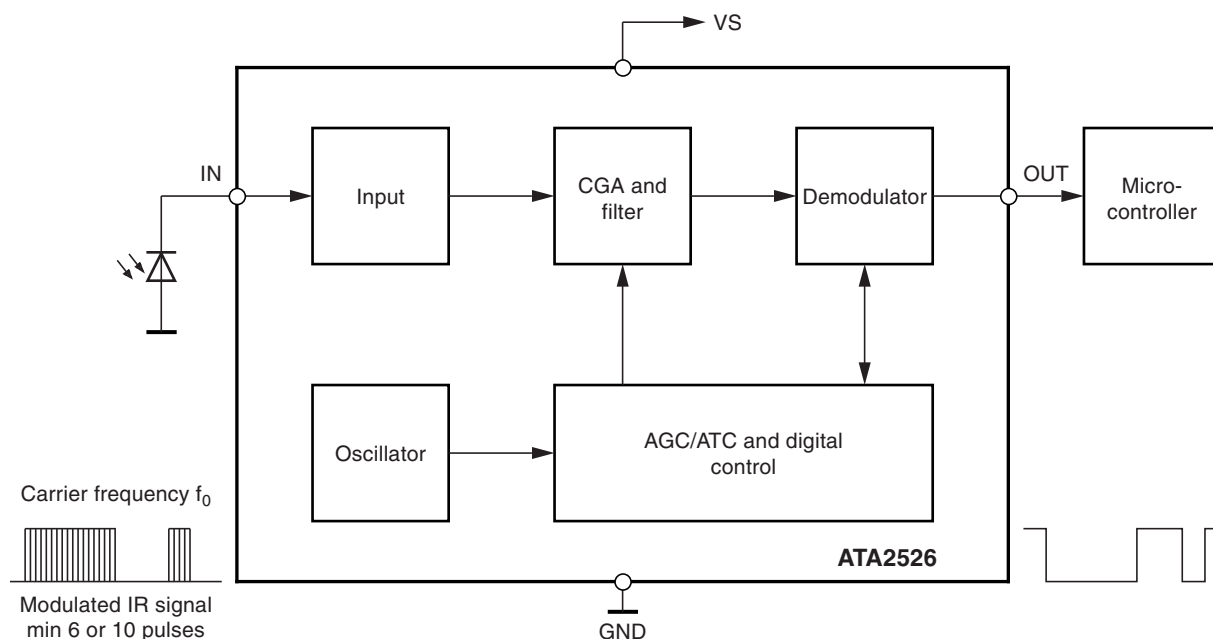 VS
IN
Input
CGA and
filter
Demodulator
OUT
Micro-
controller
Oscillator
AGC/ATC and digital
control
Carrier frequency f₀
ATA2526
Modulated IR signal
min 6 or 10 pulses
GND